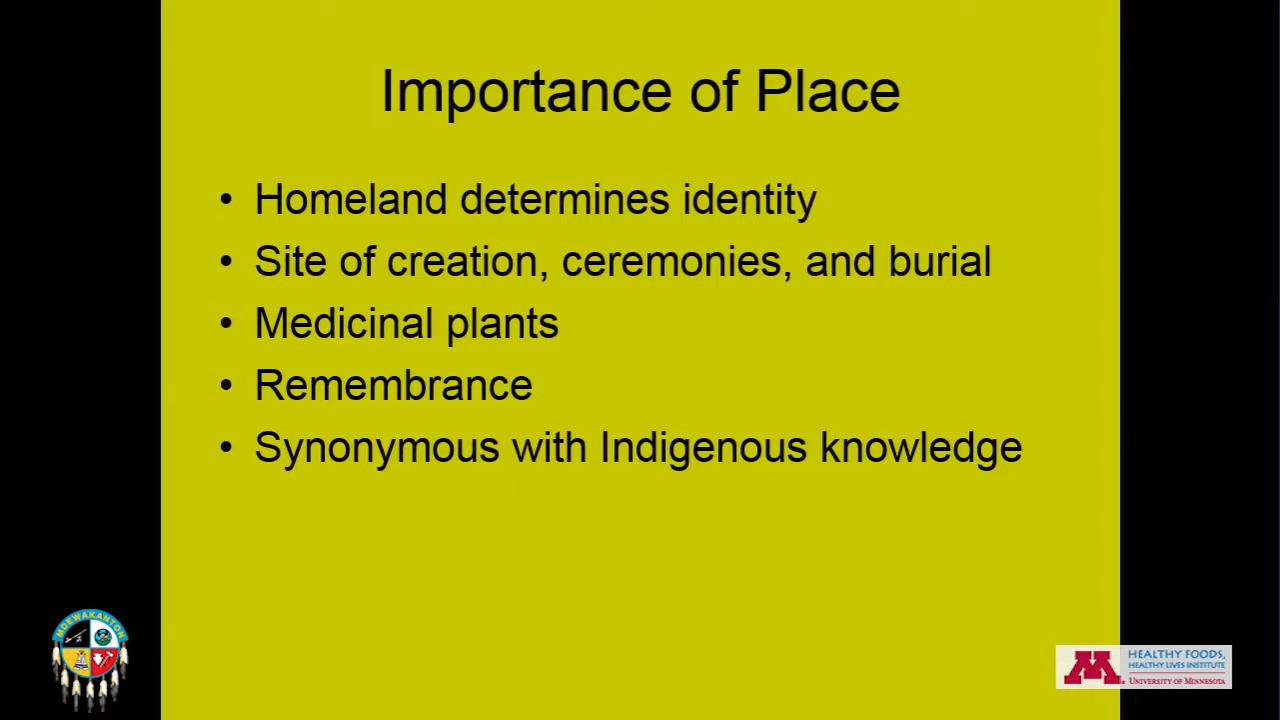 Importance of Place
• Homeland determines identity
• Site of creation, ceremonies, and burial
• Medicinal plants
• Remembrance
• Synonymous with Indigenous knowledge
MDEWAKANTON
M.
HEALTHY FOODS,
HEALTHY LIVES INSTITUTE
UNIVERSITY OF MINNESOTA